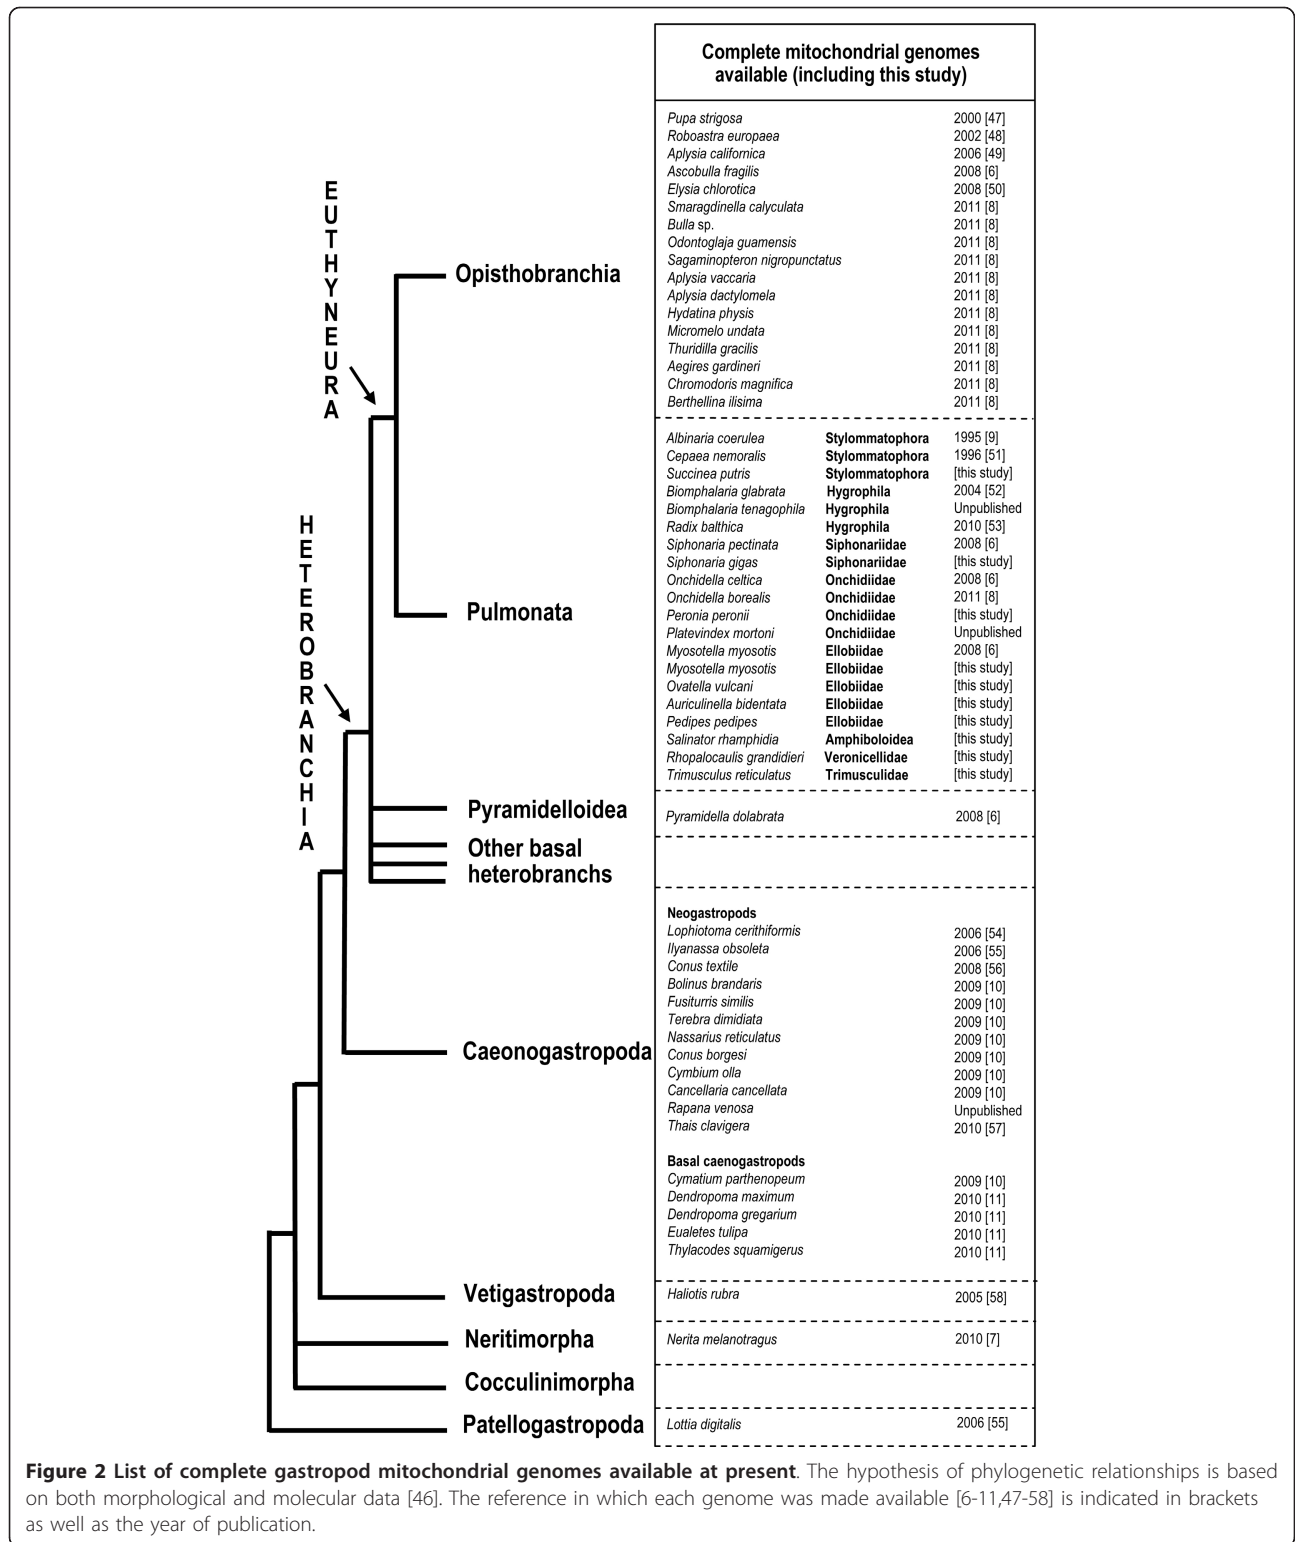 Complete mitochondrial genomes
available (including this study)
EUTHYNEURA
HETEROBRANCHIA
Opisthobranchia
Pupa strigosa 2000 [47]
Roboastra europaea 2002 [48]
Aplysia californica 2006 [49]
Ascobulla fragilis 2008 [6]
Elysia chlorotica 2008 [50]
Smaragdinella calyculata 2011 [8]
Bulla sp. 2011 [8]
Odontoglaja guamensis 2011 [8]
Sagaminopteron nigropunctatus 2011 [8]
Aplysia vaccaria 2011 [8]
Aplysia dactylomela 2011 [8]
Hydatina physis 2011 [8]
Micromelo undata 2011 [8]
Thuridilla gracilis 2011 [8]
Aegires gardineri 2011 [8]
Chromodoris magnifica 2011 [8]
Berthellina ilisima 2011 [8]
Pulmonata
Albinaria coerulea Stylommatophora 1995 [9]
Cepaea nemoralis Stylommatophora 1996 [51]
Succinea putris Stylommatophora [this study]
Biomphalaria glabrata Hygrophila 2004 [52]
Biomphalaria tenagophila Hygrophila Unpublished
Radix balthica Hygrophila 2010 [53]
Siphonaria pectinata Siphonariidae 2008 [6]
Siphonaria gigas Siphonariidae [this study]
Onchidella celtica Onchidiidae 2008 [6]
Onchidella borealis Onchidiidae 2011 [8]
Peronia peronii Onchidiidae [this study]
Platevindex mortoni Onchidiidae Unpublished
Myosotella myosotis Ellobiidae 2008 [6]
Myosotella myosotis Ellobiidae [this study]
Ovatella vulcani Ellobiidae [this study]
Auriculinella bidentata Ellobiidae [this study]
Pedipes pedipes Ellobiidae [this study]
Salinator rhamphidia Amphiboloidea [this study]
Rhopalocaulis grandidieri Veronicellidae [this study]
Trimusculus reticulatus Trimusculidae [this study]
Pyramidelloidea
Pyramidella dolabrata 2008 [6]
Other basal
heterobranchs
Caeonogastropoda
Neogastropods
Lophiotoma cerithiformis 2006 [54]
Ilyanassa obsoleta 2006 [55]
Conus textile 2008 [56]
Bolinus brandaris 2009 [10]
Fusiturris similis 2009 [10]
Terebra dimidiata 2009 [10]
Nassarius reticulatus 2009 [10]
Conus borgesi 2009 [10]
Cymbium olla 2009 [10]
Cancellaria cancellata 2009 [10]
Rapana venosa Unpublished
Thais clavigera 2010 [57]
Basal caenogastropods
Cymatium parthenopeum 2009 [10]
Dendropoma maximum 2010 [11]
Dendropoma gregarium 2010 [11]
Eualetes tulipa 2010 [11]
Thylacodes squamigerus 2010 [11]
Vetigastropoda
Haliotis rubra 2005 [58]
Neritimorpha
Nerita melanotragus 2010 [7]
Cocculinimorpha
Patellogastropoda
Lottia digitalis 2006 [55]
Figure 2 List of complete gastropod mitochondrial genomes available at present. The hypothesis of phylogenetic relationships is based
on both morphological and molecular data [46]. The reference in which each genome was made available [6-11,47-58] is indicated in brackets
as well as the year of publication.